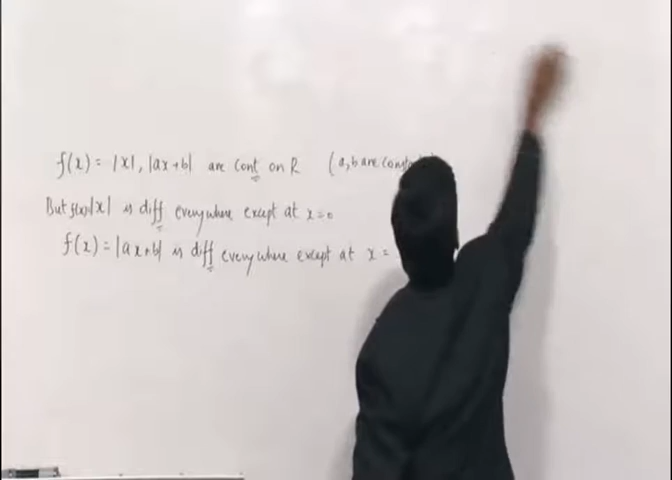 f(x) = |x|, |ax+b| are cont on R (a, b are
But f(x)=|x| is diff everywhere except at x=0
f(x) = |ax+b| is diff everywhere except at x =